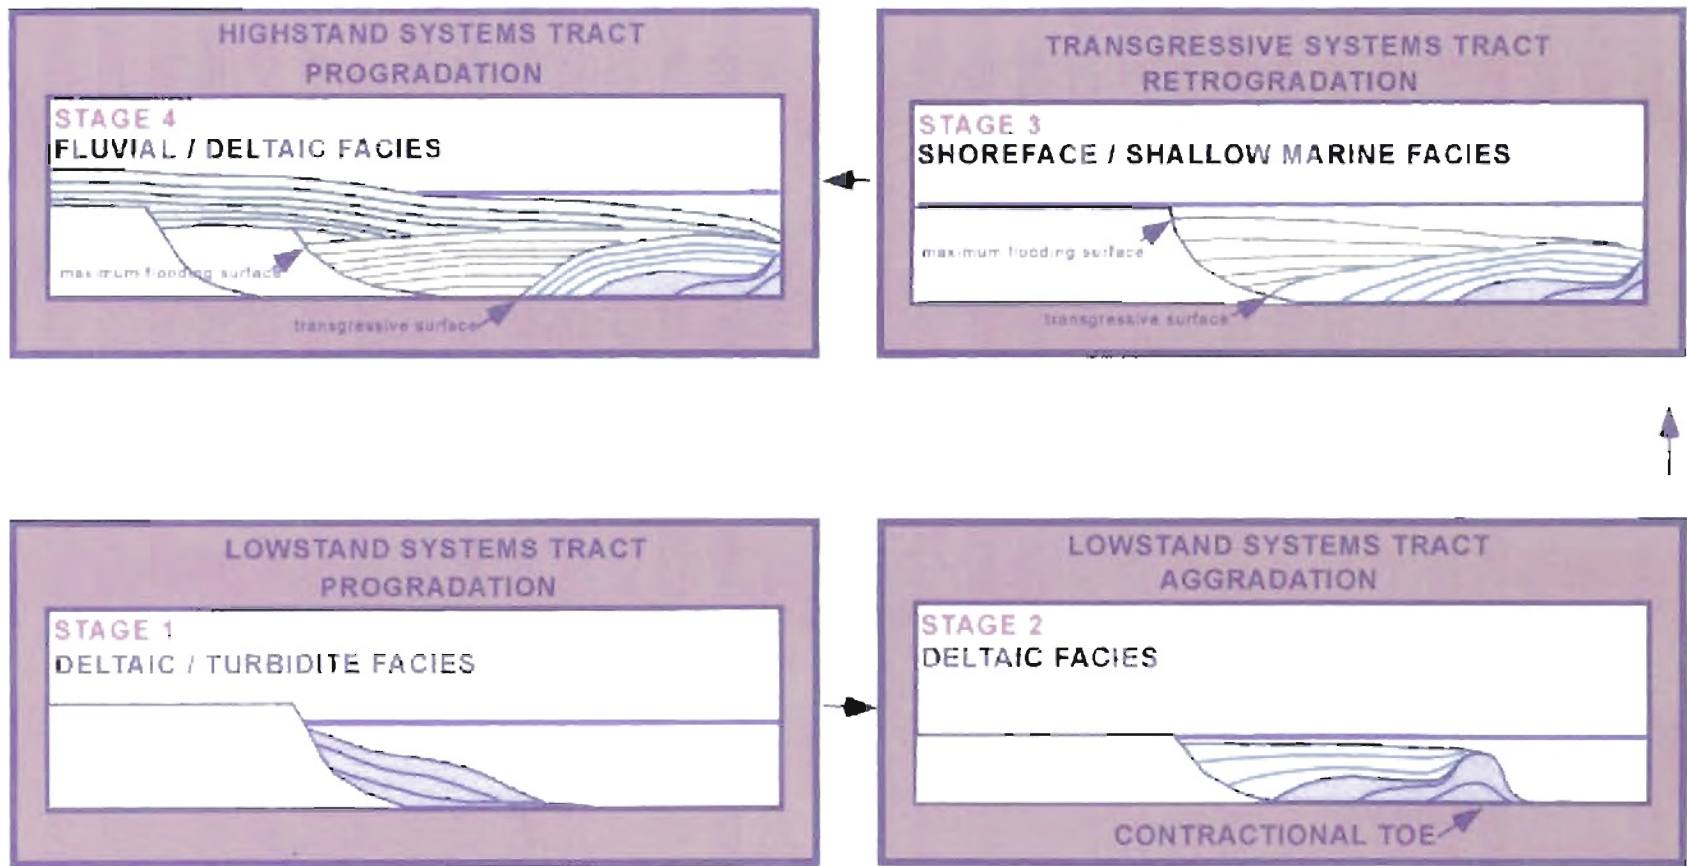 HIGHSTAND SYSTEMS TRACT
PROGRADATION
STAGE 4
FLUVIAL / DELTAIC FACIES
maximum flooding surface
transgressive surface
TRANSGRESSIVE SYSTEMS TRACT
RETROGRADATION
STAGE 3
SHOREFACE / SHALLOW MARINE FACIES
maximum flooding surface
transgressive surface
LOWSTAND SYSTEMS TRACT
PROGRADATION
STAGE 1
DELTAIC / TURBIDITE FACIES
LOWSTAND SYSTEMS TRACT
AGGRADATION
STAGE 2
DELTAIC FACIES
CONTRACTIONAL TOE